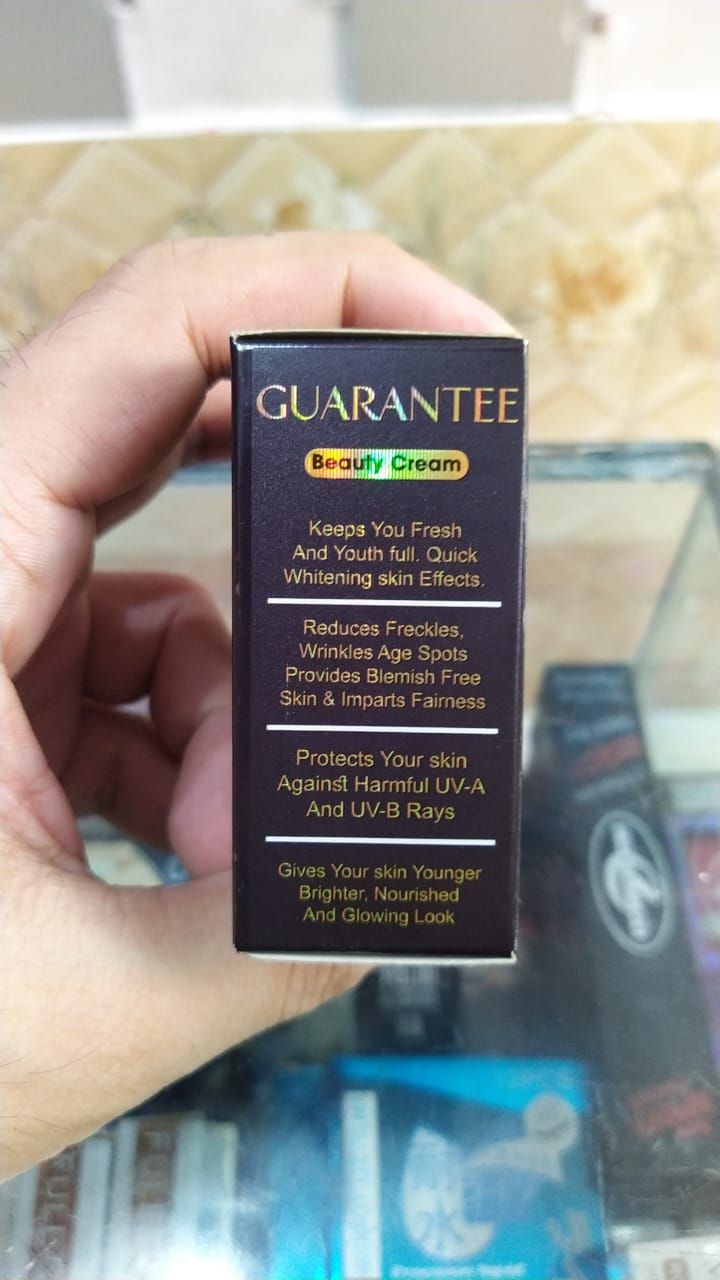 GUARANTEE
Beauty Cream
Keeps You Fresh
And Youth full. Quick
Whitening skin Effects.
Reduces Freckles,
Wrinkles Age Spots
Provides Blemish Free
Skin & Imparts Fairness
Protects Your skin
Against Harmful UV-A
And UV-B Rays
Gives Your skin Younger
Brighter, Nourished
And Glowing Look